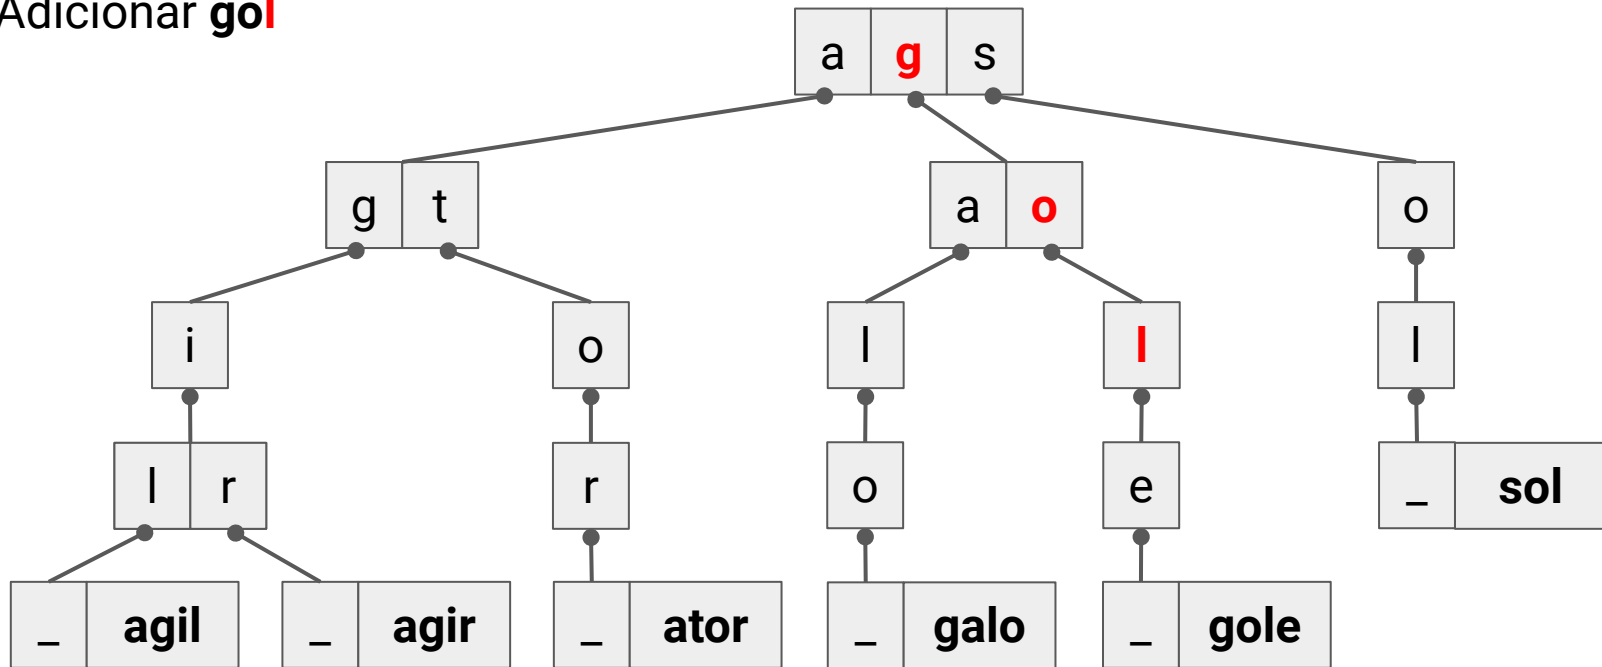 Adicionar gol
a g s
g t a o o
i o l l l
l r r o e _ sol
_ agil _ agir _ ator _ galo _ gole